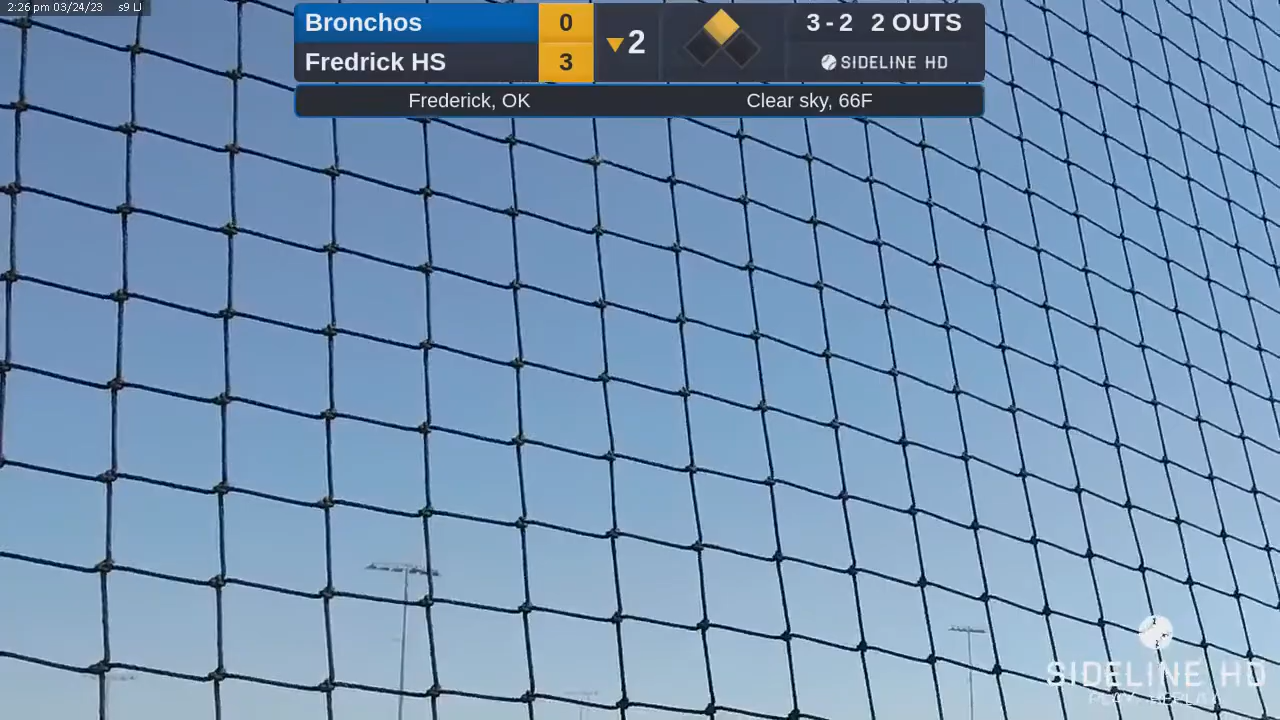 2:26 pm 03/24/23
Bronchos 0
Fredrick HS 3
2
3 - 2 2 OUTS
SIDELINE HD
Frederick, OK
Clear sky, 66F
SIDELINE HD